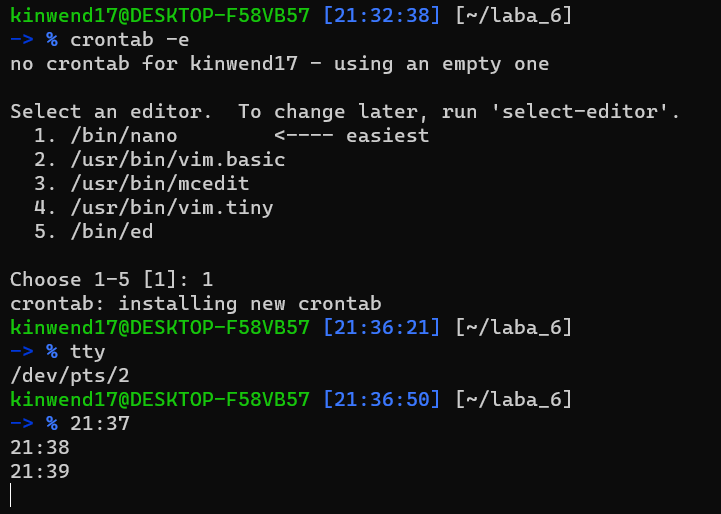 kinwend17@DESKTOP-F58VB57 [21:32:38] [~/laba_6]
-> % crontab -e
no crontab for kinwend17 - using an empty one

Select an editor.  To change later, run 'select-editor'.
  1. /bin/nano        <---- easiest
  2. /usr/bin/vim.basic
  3. /usr/bin/mcedit
  4. /usr/bin/vim.tiny
  5. /bin/ed

Choose 1-5 [1]: 1
crontab: installing new crontab
kinwend17@DESKTOP-F58VB57 [21:36:21] [~/laba_6]
-> % tty
/dev/pts/2
kinwend17@DESKTOP-F58VB57 [21:36:50] [~/laba_6]
-> % 21:37
21:38
21:39